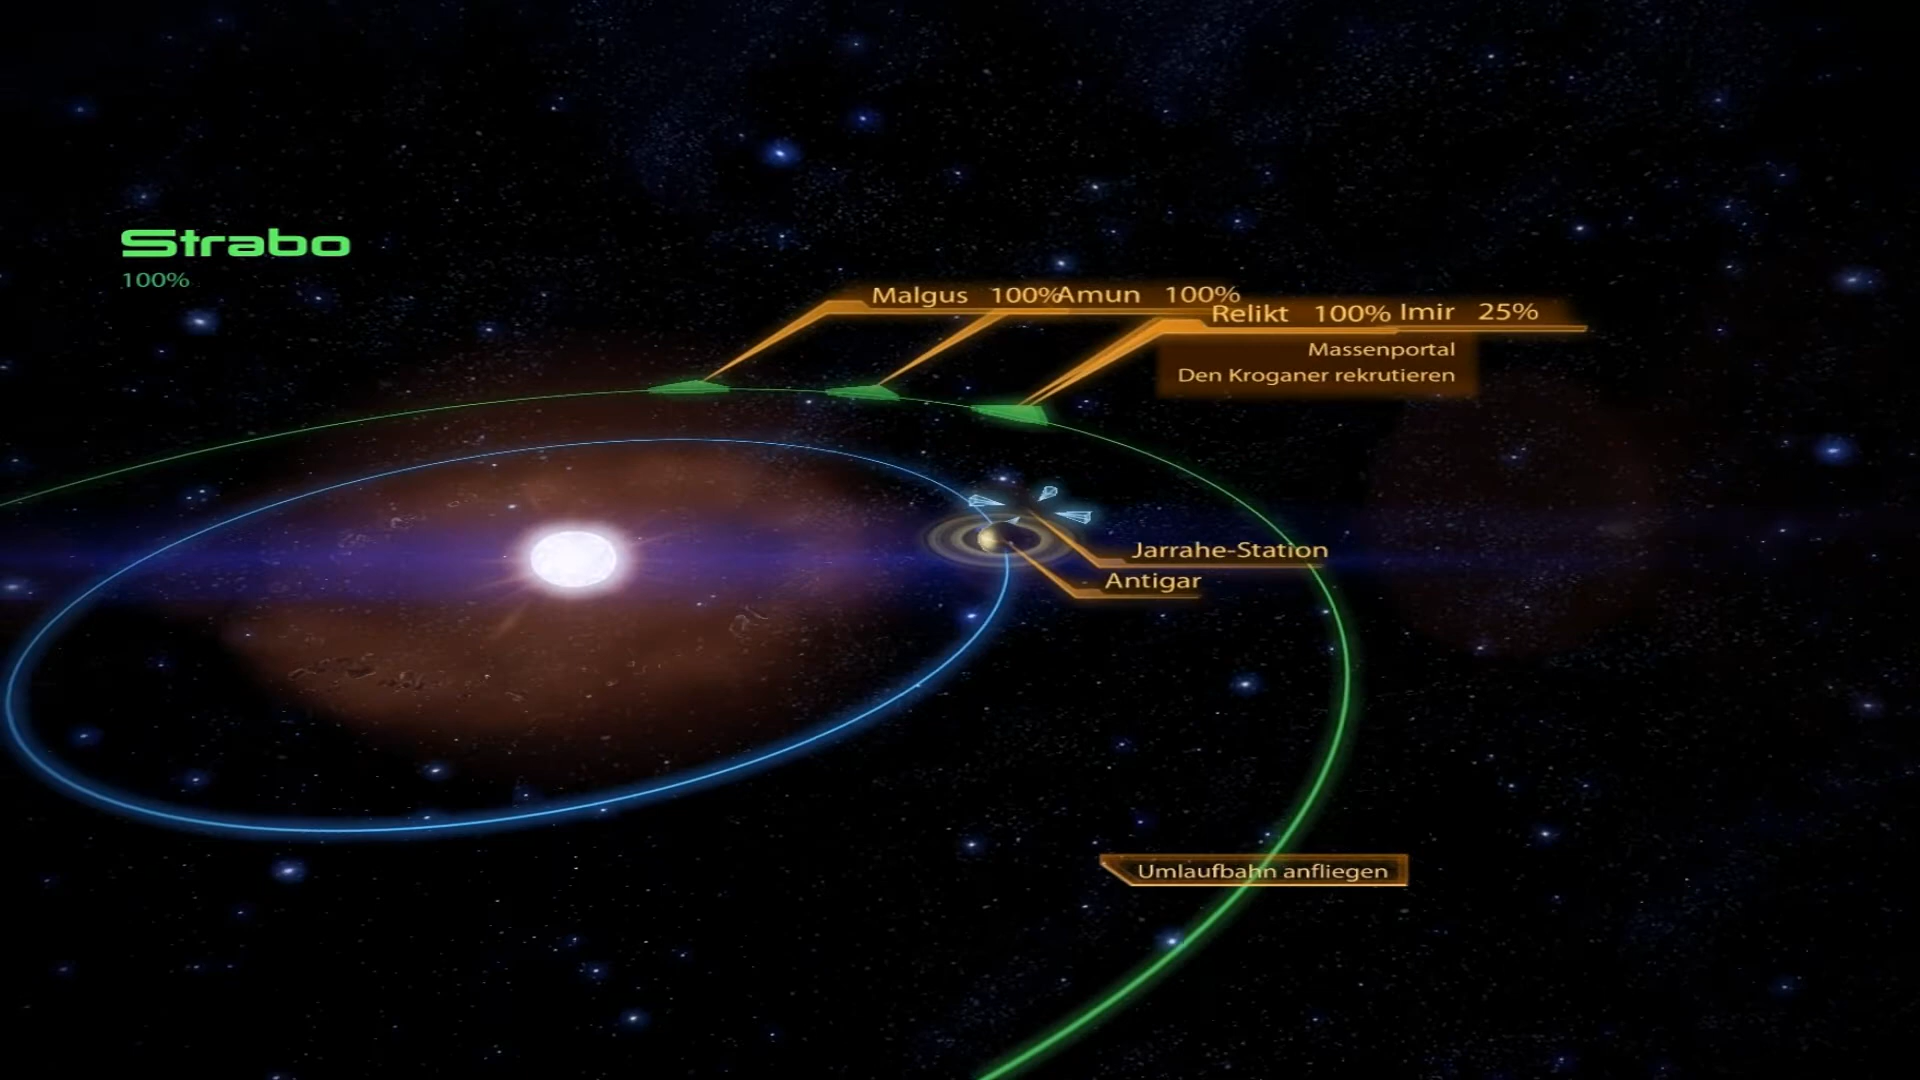 Strabo
100%
Malgus 100%
Amun 100%
Relikt 100%
Imir 25%
Massenportal
Den Kroganer rekrutieren
Jarrahe-Station
Antigar
Umlaufbahn anfliegen